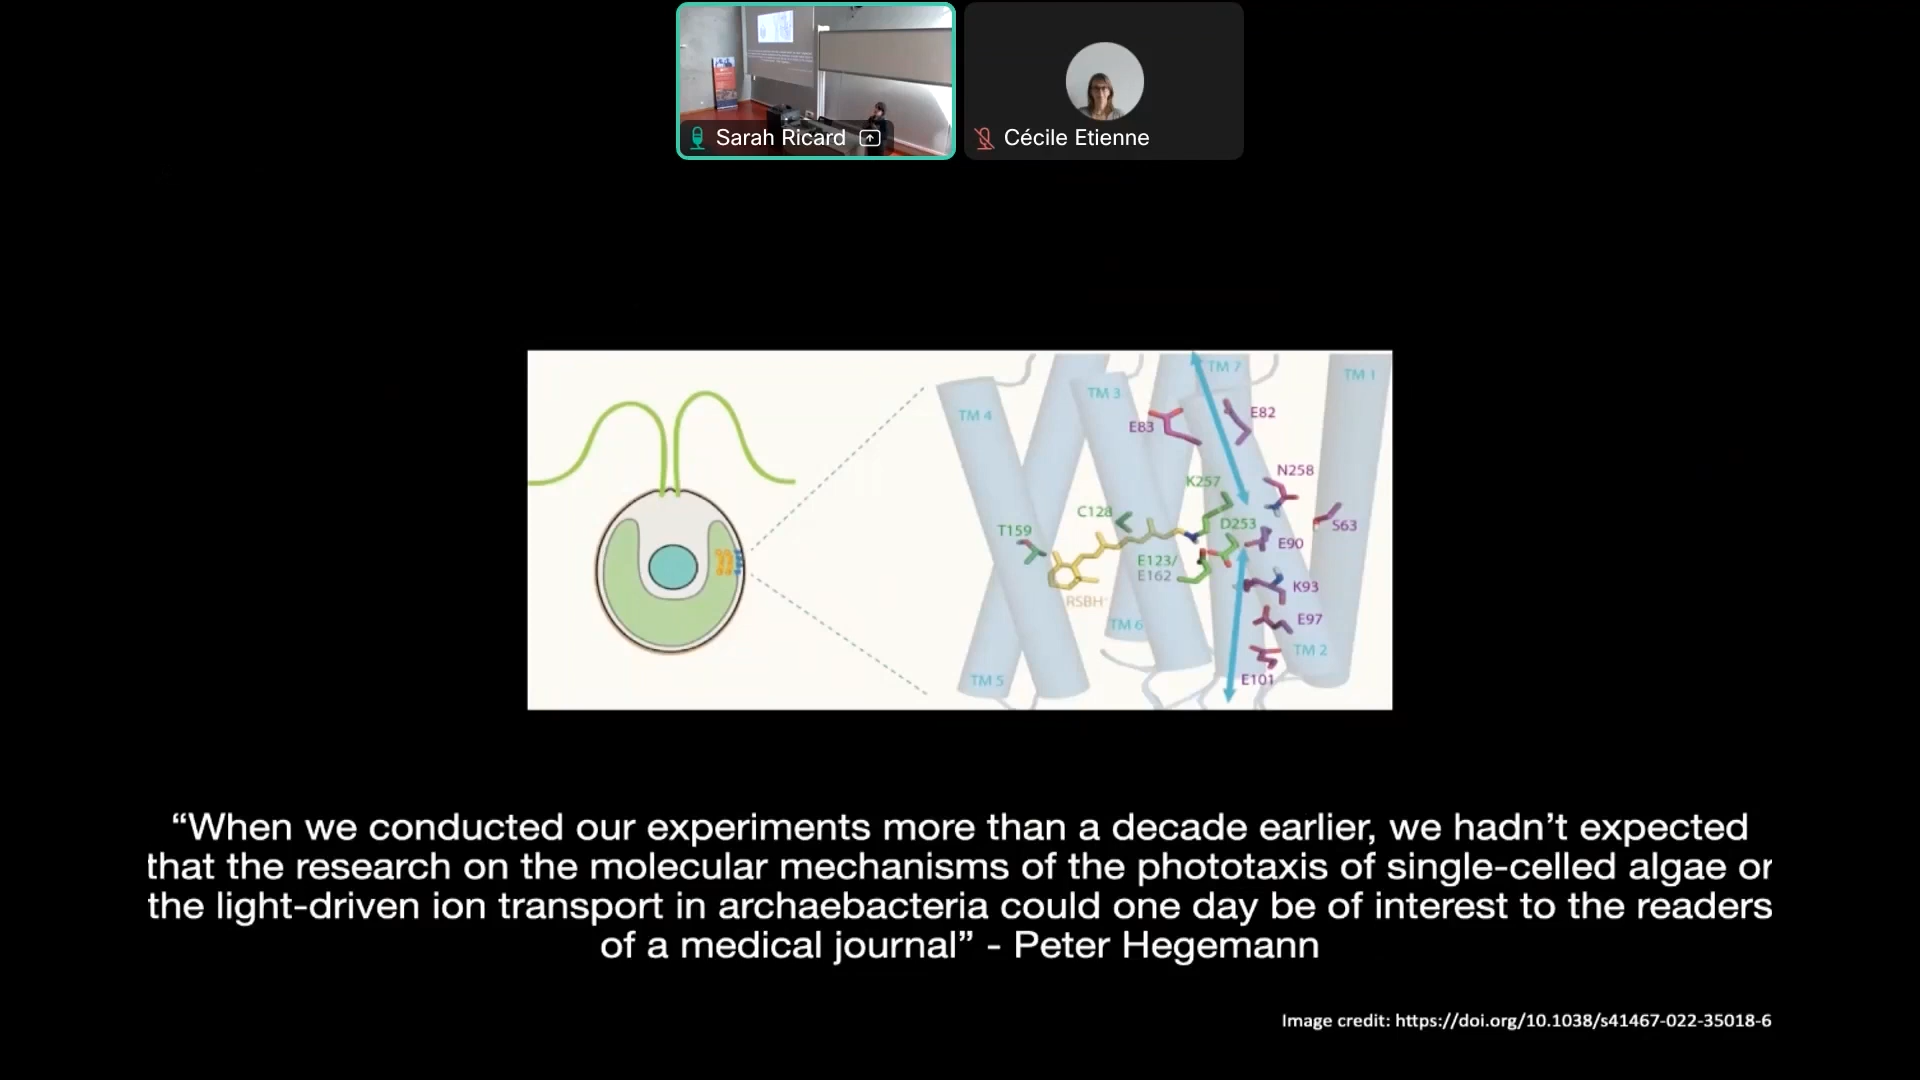 Sarah Ricard
Cécile Etienne
TM 7
TM 1
TM 3
TM 4
E82
E83
N258
K257
C128
D253
S63
T159
E90
E123/
E162
K93
RSBH+
E97
TM 6
TM 2
TM 5
E101
“When we conducted our experiments more than a decade earlier, we hadn’t expected
that the research on the molecular mechanisms of the phototaxis of single-celled algae or
the light-driven ion transport in archaebacteria could one day be of interest to the readers
of a medical journal” - Peter Hegemann
Image credit: https://doi.org/10.1038/s41467-022-35018-6